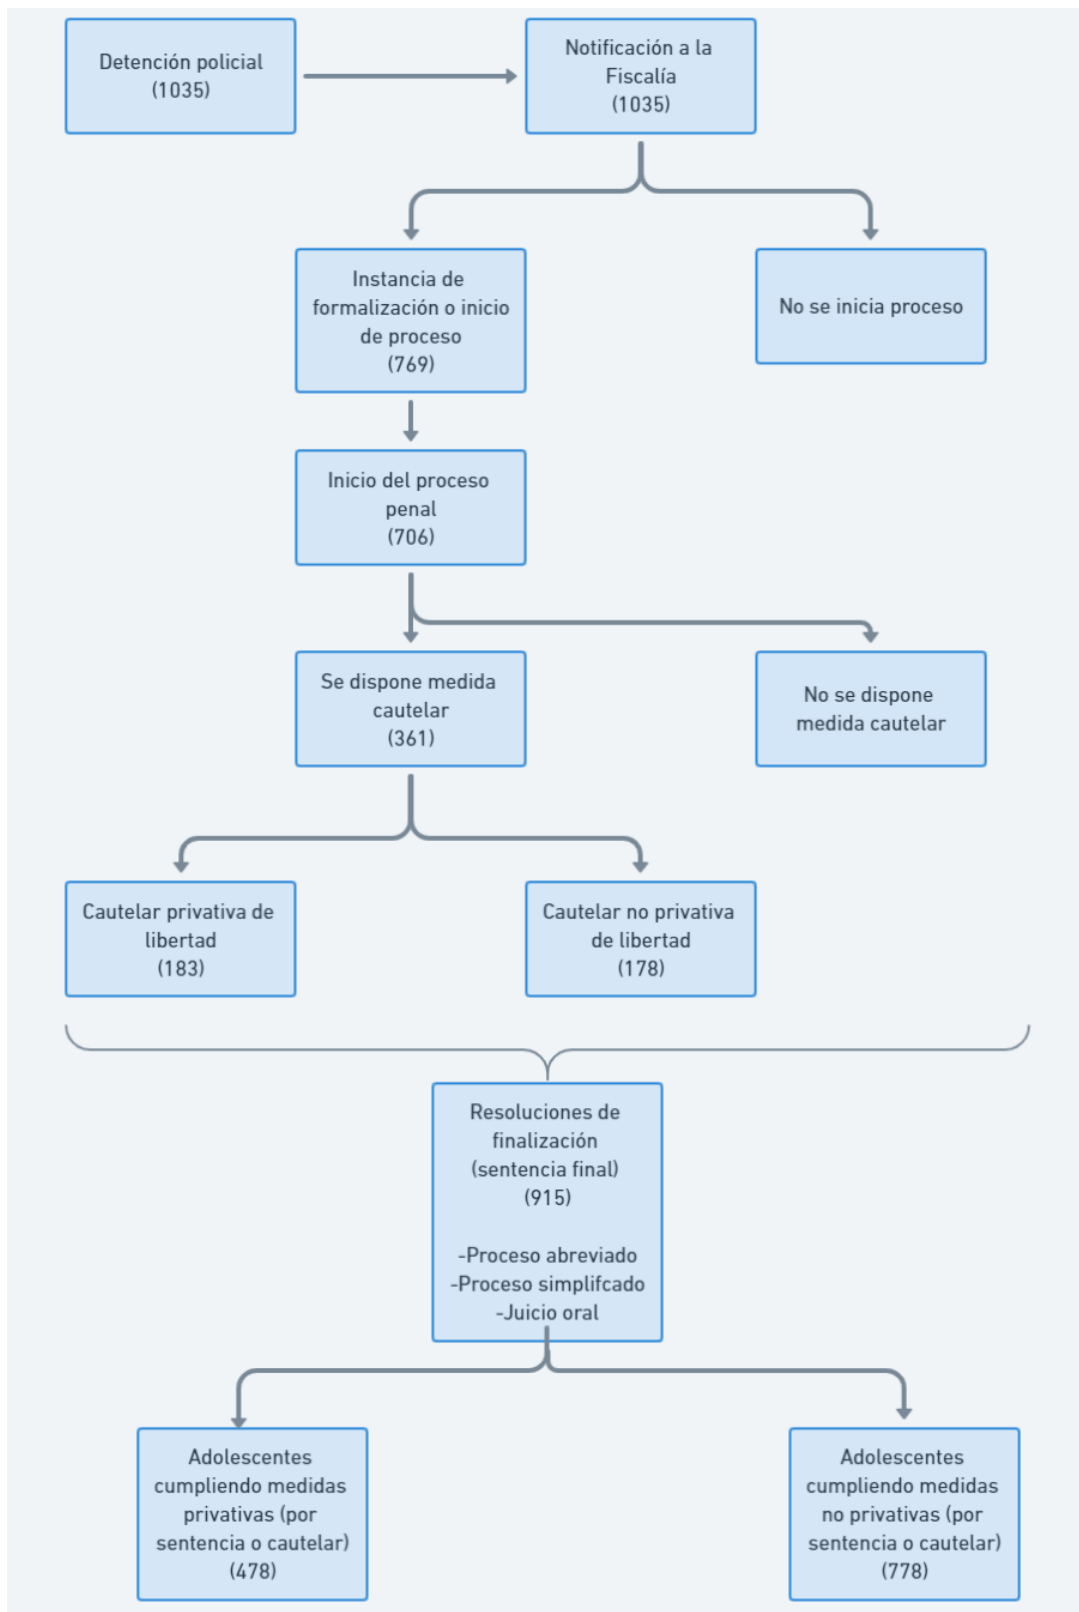 Detención policial
(1035)
Notificación a la
Fiscalía
(1035)
Instancia de
formalización o inicio
de proceso
(769)
No se inicia proceso
Inicio del proceso
penal
(706)
Se dispone medida
cautelar
(361)
No se dispone
medida cautelar
Cautelar privativa de
libertad
(183)
Cautelar no privativa
de libertad
(178)
Resoluciones de
finalización
(sentencia final)
(915)
-Proceso abreviado
-Proceso simplifcado
-Juicio oral
Adolescentes
cumpliendo medidas
privativas (por
sentencia o cautelar)
(478)
Adolescentes
cumpliendo medidas
no privativas (por
sentencia o cautelar)
(778)